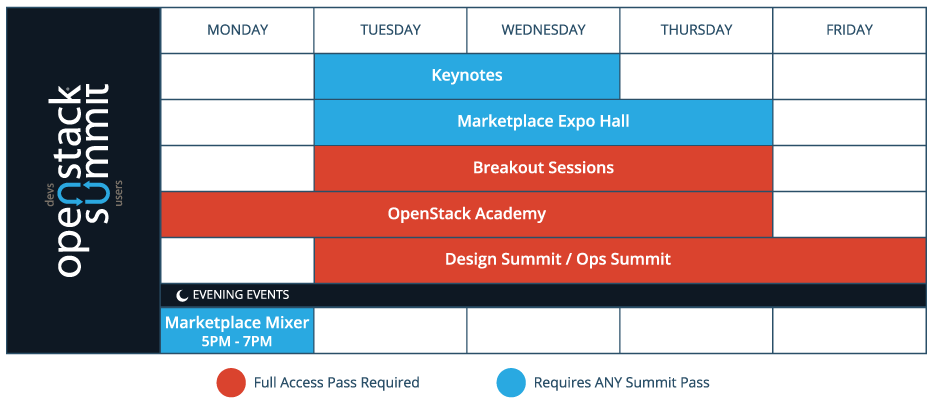 MONDAY TUESDAY WEDNESDAY THURSDAY FRIDAY
openstack
summit
devs
users
Keynotes
Marketplace Expo Hall
Breakout Sessions
OpenStack Academy
Design Summit / Ops Summit
EVENING EVENTS
Marketplace Mixer
5PM - 7PM
Full Access Pass Required
Requires ANY Summit Pass